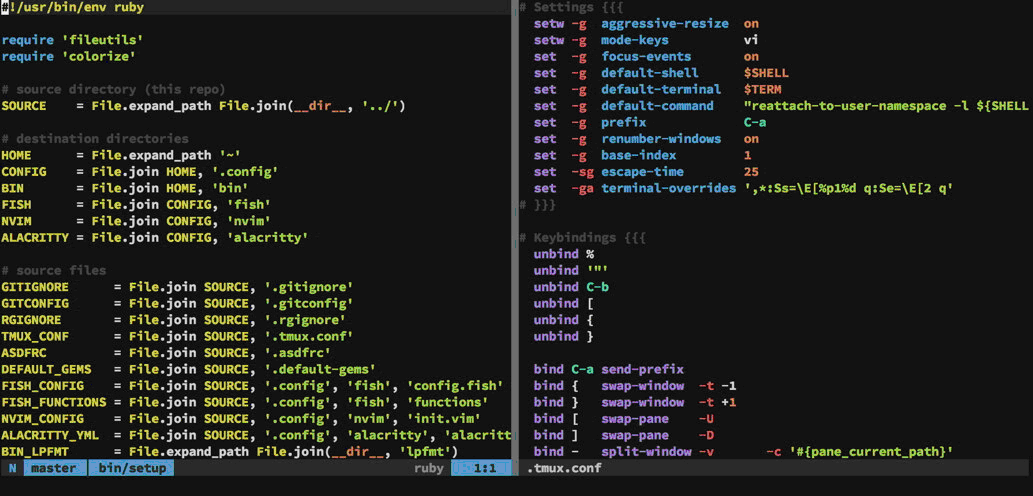 #!/usr/bin/env ruby
require 'fileutils'
require 'colorize'
# source directory (this repo)
SOURCE    = File.expand_path File.join(__dir__, '../')
# destination directories
HOME      = File.expand_path '~'
CONFIG    = File.join HOME, '.config'
BIN       = File.join HOME, 'bin'
FISH      = File.join CONFIG, 'fish'
NVIM      = File.join CONFIG, 'nvim'
ALACRITTY = File.join CONFIG, 'alacritty'
# source files
GITIGNORE      = File.join SOURCE, '.gitignore'
GITCONFIG      = File.join SOURCE, '.gitconfig'
RGIGNORE       = File.join SOURCE, '.rgignore'
TMUX_CONF      = File.join SOURCE, '.tmux.conf'
ASDFRC         = File.join SOURCE, '.asdfrc'
DEFAULT_GEMS   = File.join SOURCE, '.default-gems'
FISH_CONFIG    = File.join SOURCE, '.config', 'fish', 'config.fish'
FISH_FUNCTIONS = File.join SOURCE, '.config', 'fish', 'functions'
NVIM_CONFIG    = File.join SOURCE, '.config', 'nvim', 'init.vim'
ALACRITTY_YML  = File.join SOURCE, '.config', 'alacritty', 'alacritt
BIN_LPFMT      = File.expand_path File.join(__dir__, 'lpfmt')
N master bin/setup ruby 1:1
# Settings {{{
setw -g  aggressive-resize  on
setw -g  mode-keys          vi
set  -g  focus-events       on
set  -g  default-shell      $SHELL
set  -g  default-terminal   $TERM
set  -g  default-command    "reattach-to-user-namespace -l ${SHELL
set  -g  prefix             C-a
set  -g  renumber-windows   on
set  -g  base-index         1
set  -sg escape-time        25
set  -ga terminal-overrides ',*:Ss=\E[%p1%d q:Se=\E[2 q'
# }}}
# Keybindings {{{
unbind %
unbind '"'
unbind C-b
unbind [
unbind {
unbind }
bind C-a send-prefix
bind {   swap-window  -t -1
bind }   swap-window  -t +1
bind [   swap-pane    -U
bind ]   swap-pane    -D
bind -   split-window -v       -c '#{pane_current_path}'
.tmux.conf